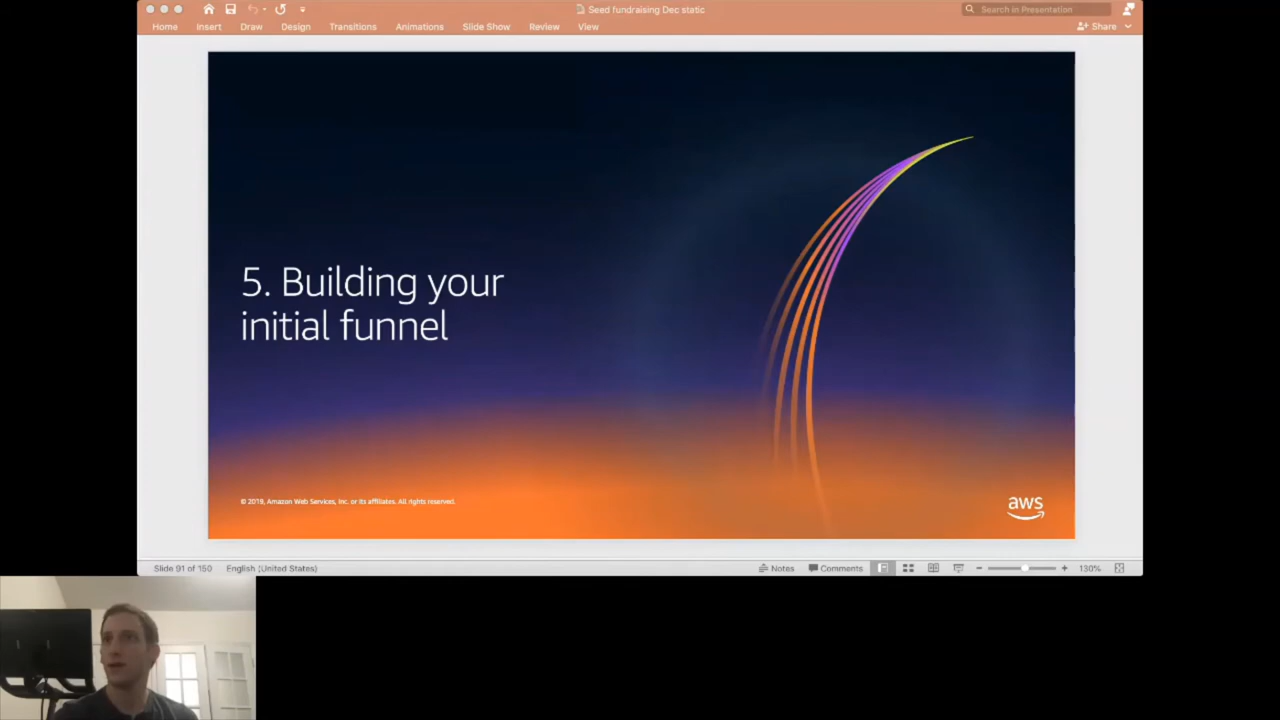 Seed fundraising Dec static
Search in Presentation
Home Insert Draw Design Transitions Animations Slide Show Review View
Share
5. Building your
initial funnel
© 2019, Amazon Web Services, Inc. or its affiliates. All rights reserved.
aws
Slide 91 of 150 English (United States)
Notes Comments 130%